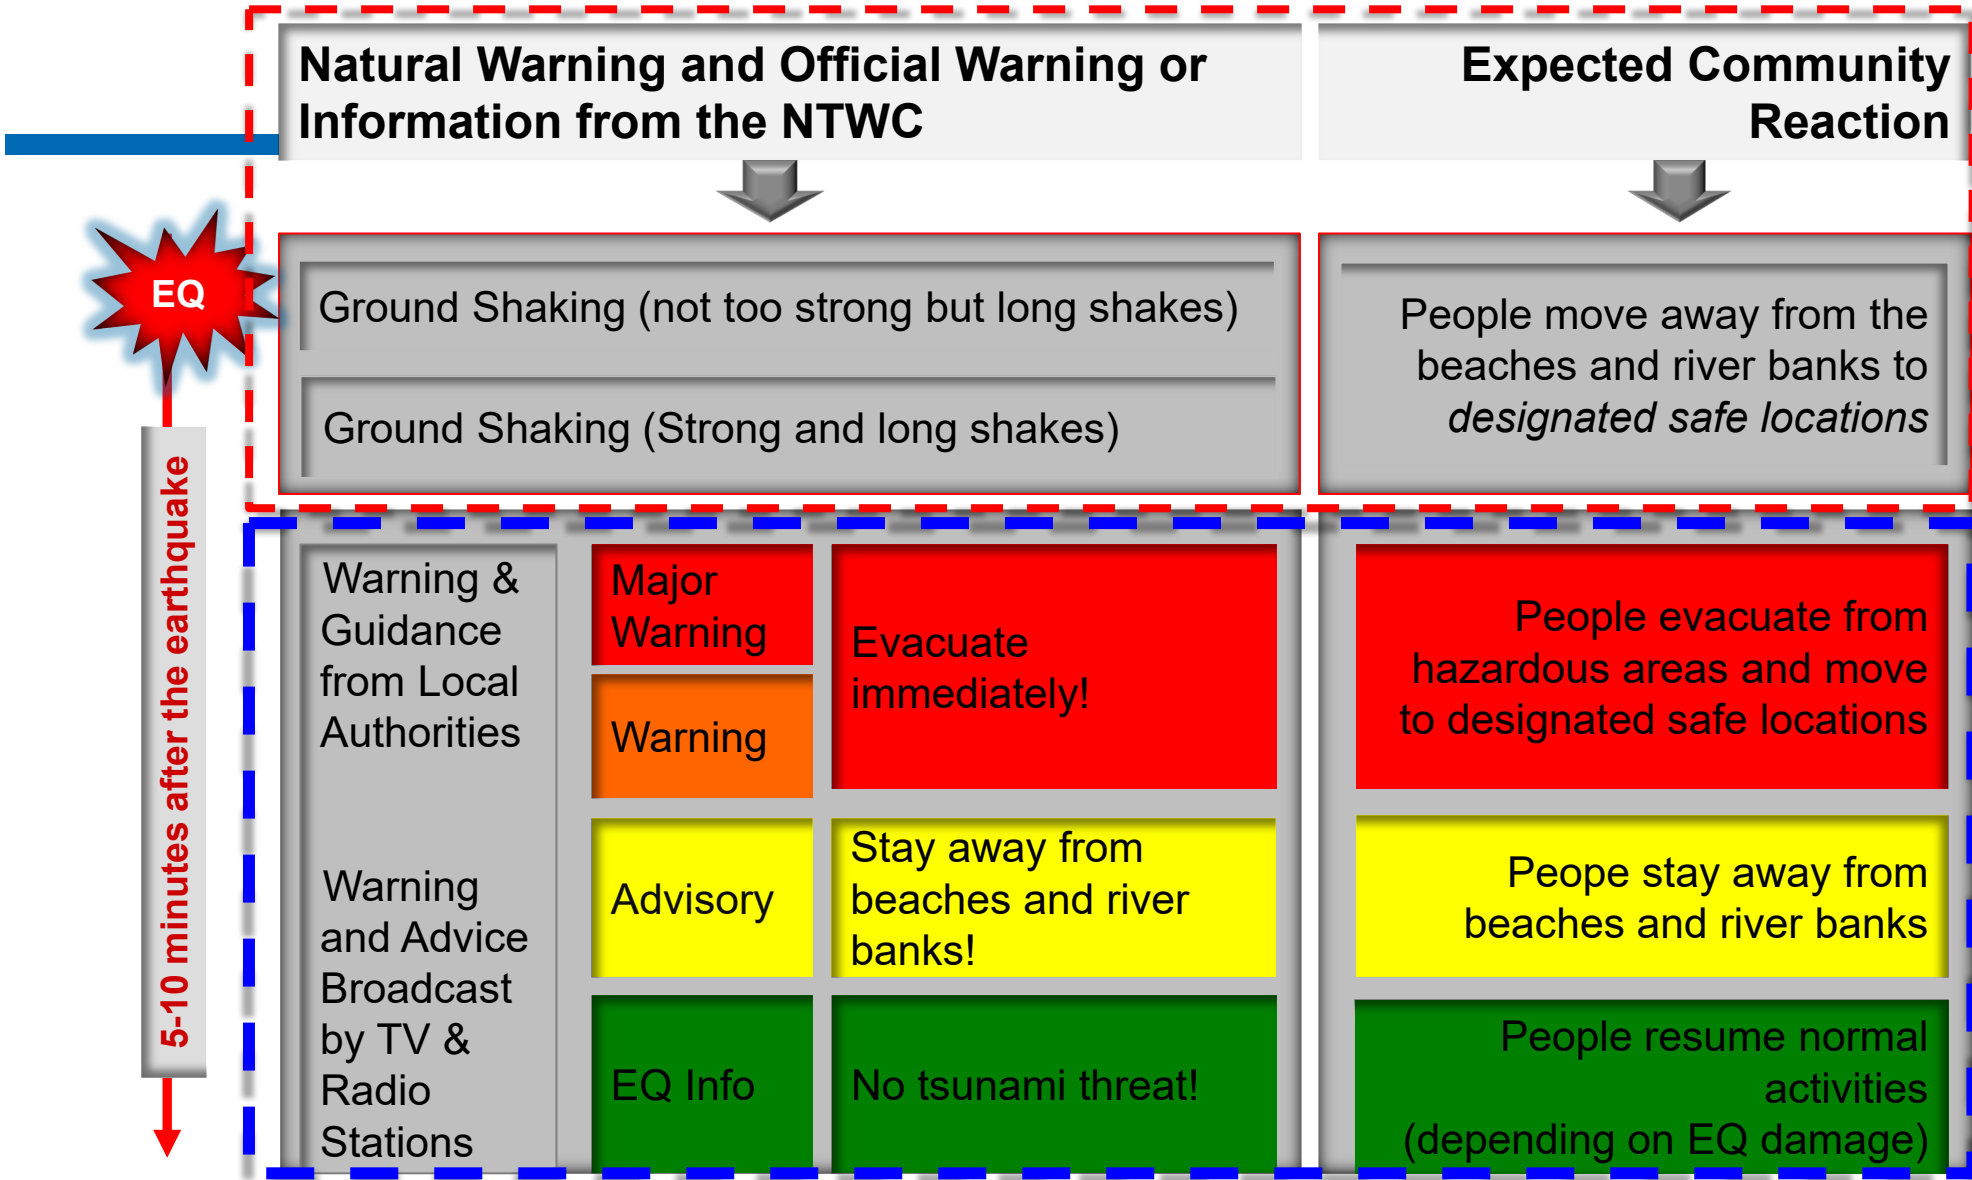 Natural Warning and Official Warning or
Information from the NTWC
Expected Community
Reaction
EQ
Ground Shaking (not too strong but long shakes)
Ground Shaking (Strong and long shakes)
People move away from the
beaches and river banks to
designated safe locations
5-10 minutes after the earthquake
Warning &
Guidance
from Local
Authorities
Warning
and Advice
Broadcast
by TV &
Radio
Stations
Major
Warning
Warning
Evacuate
immediately!
People evacuate from
hazardous areas and move
to designated safe locations
Advisory
Stay away from
beaches and river
banks!
Peope stay away from
beaches and river banks
EQ Info
No tsunami threat!
People resume normal
activities
(depending on EQ damage)